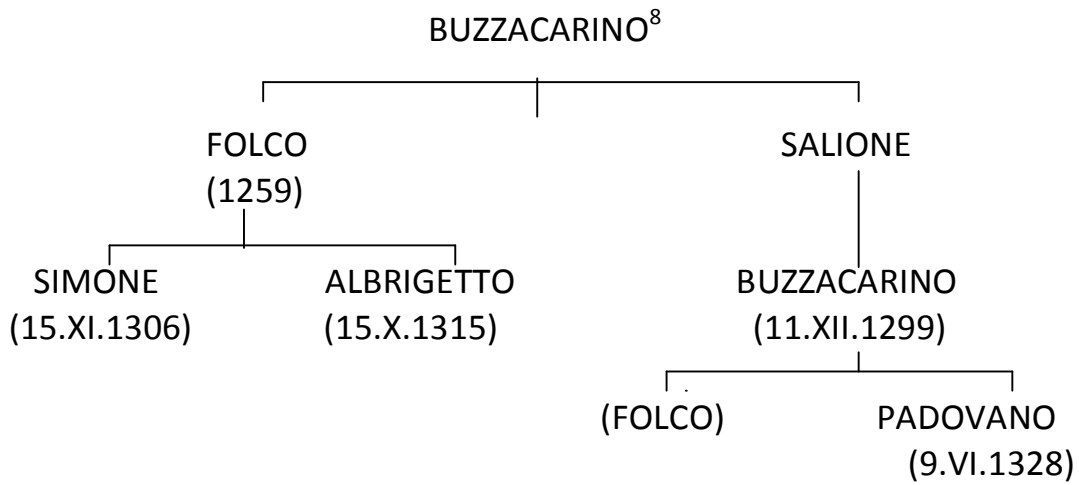 BUZZACARINO⁸
FOLCO SALIONE
(1259)
SIMONE ALBRIGETTO BUZZACARINO
(15.XI.1306) (15.X.1315) (11.XII.1299)
(FOLCO) PADOVANO
(9.VI.1328)